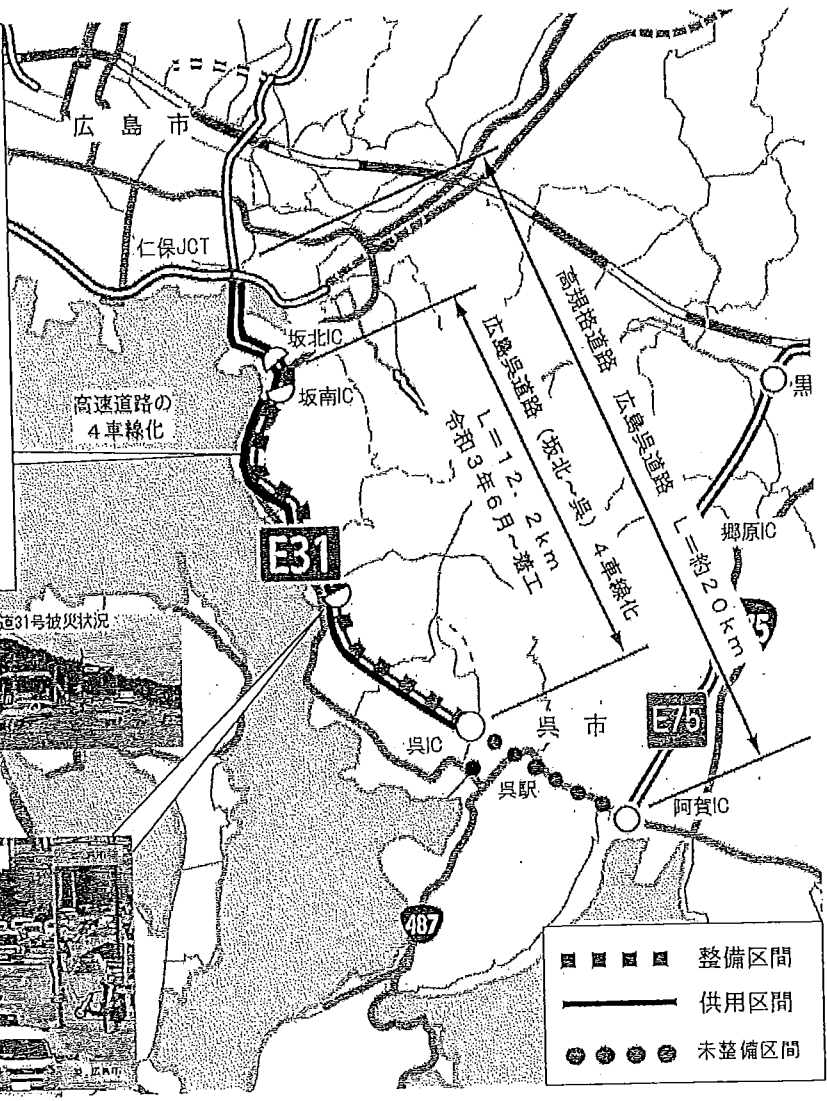 広島市
仁保JCT
坂北IC
坂南IC
高速道路の
4車線化
高規格道路 広島呉道路 L=約20km
広島呉道路(坂北~呉)4車線化
L=12.2km
令和3年6月~着工
黒
郷原IC
E31
道31号被災状況
E75
呉市
呉IC
呉駅
阿賀IC
487
整備区間
供用区間
未整備区間